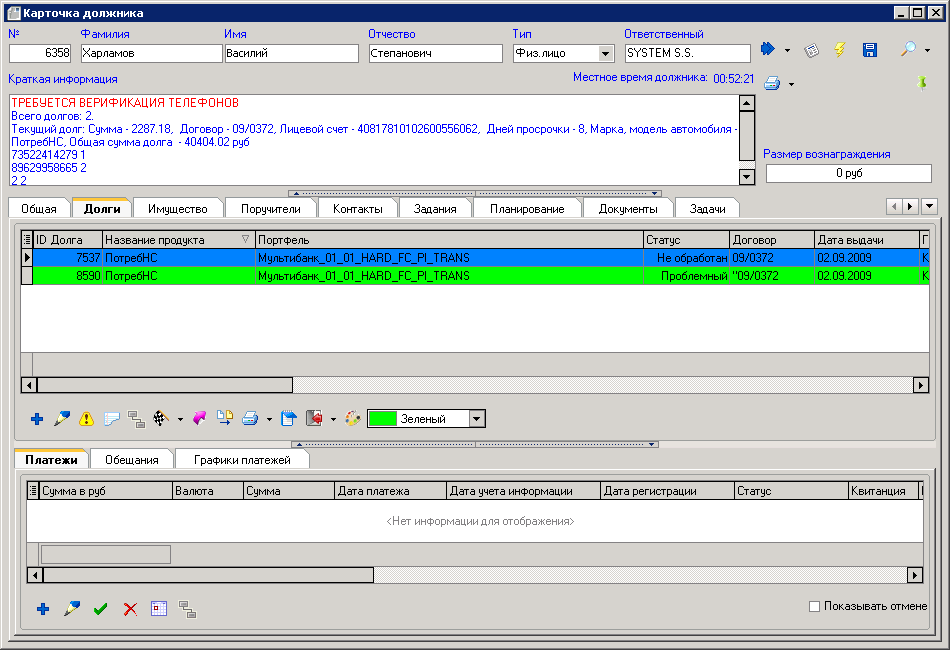 Карточка должника
№ Фамилия Имя Отчество Тип Ответственный
6358 Харламов Василий Степанович Физ.лицо SYSTEM S.S.
Краткая информация Местное время должника: 00:52:21
ТРЕБУЕТСЯ ВЕРИФИКАЦИЯ ТЕЛЕФОНОВ
Всего долгов: 2.
Текущий долг: Сумма - 2287.18, Договор - 09/0372, Лицевой счет - 40817810102600556062, Дней просрочки - 8, Марка, модель автомобиля -
ПотребНС, Общая сумма долга - 40404.02 руб
73522414279 1
89629958665 2
2 2
Размер вознаграждения
0 руб
Общая Долги Имущество Поручители Контакты Задания Планирование Документы Задачи
ID Долга Название продукта Портфель Статус Договор Дата выдачи
7537 ПотребНС Мультибанк_01_01_HARD_FC_PI_TRANS Не обработан 09/0372 02.09.2009 К
8590 ПотребНС Мультибанк_01_01_HARD_FC_PI_TRANS Проблемный "09/0372 02.09.2009 К
Зеленый
Платежи Обещания Графики платежей
Сумма в руб Валюта Сумма Дата платежа Дата учета информации Дата регистрации Статус Квитанция
<Нет информации для отображения>
Показывать отмене